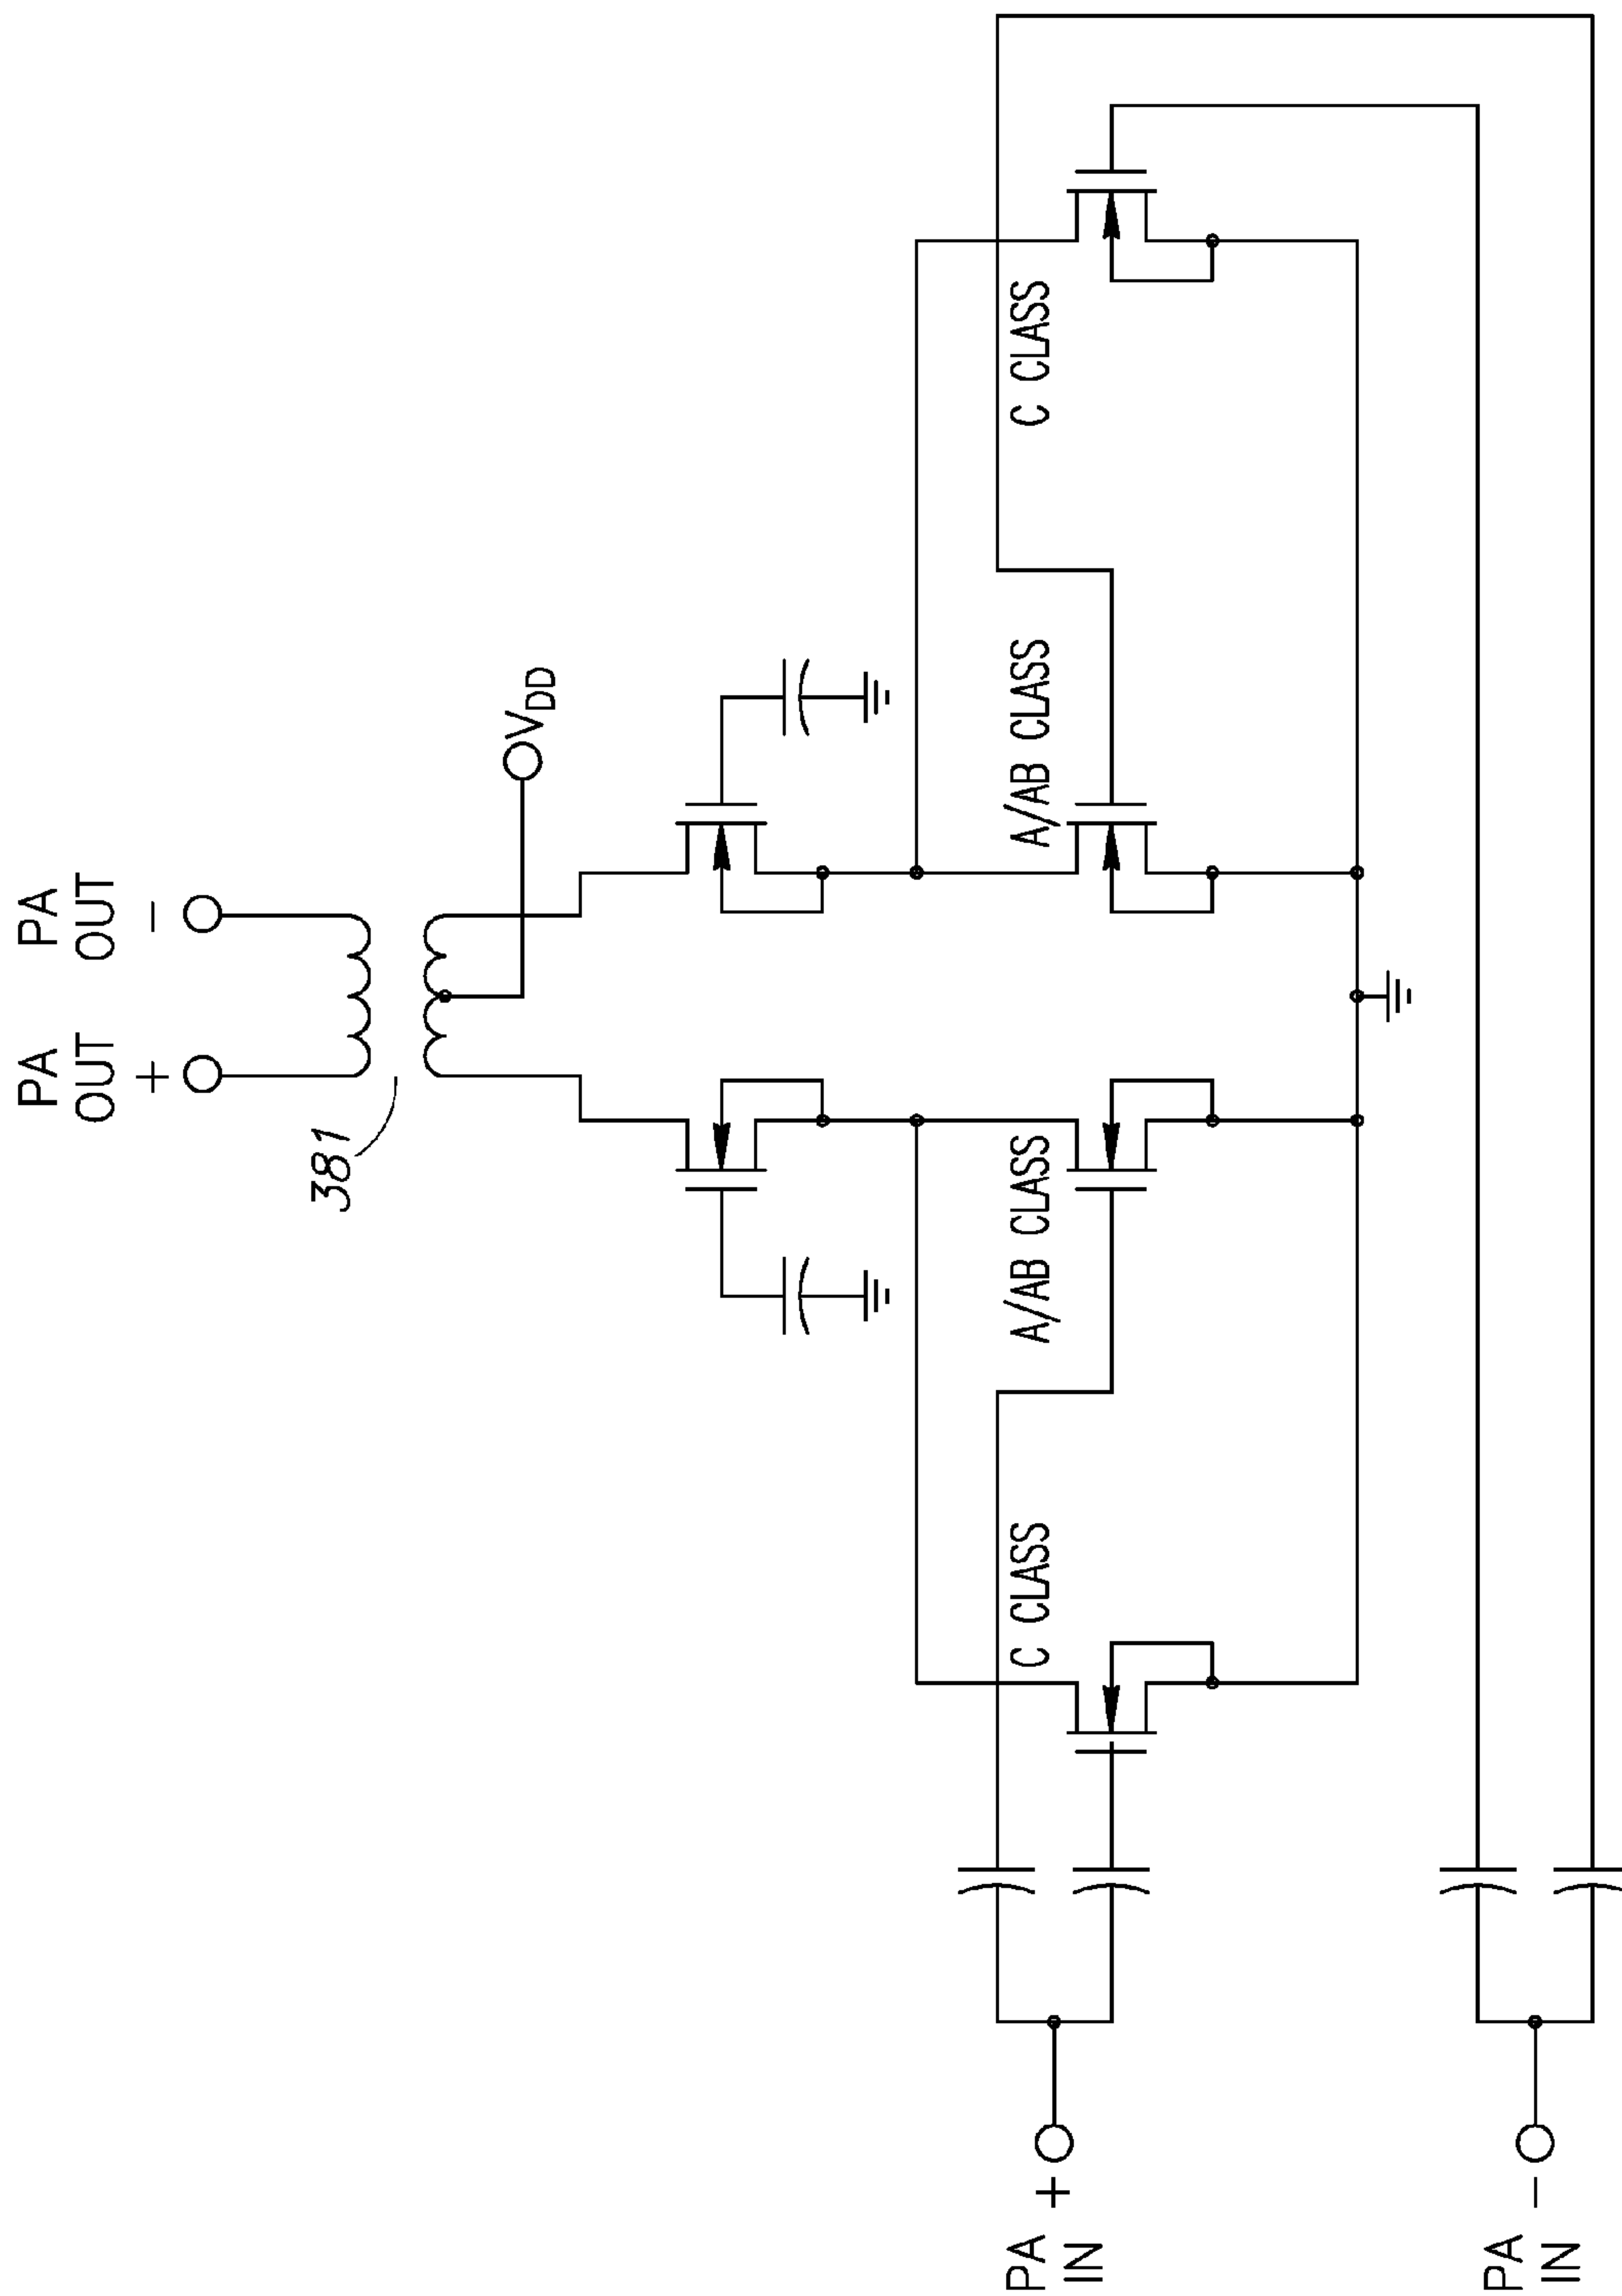 PA
OUT
+
PA
OUT
-
381
VDD
C CLASS
A/AB CLASS
A/AB CLASS
C CLASS
PA
IN
+
PA
IN
-